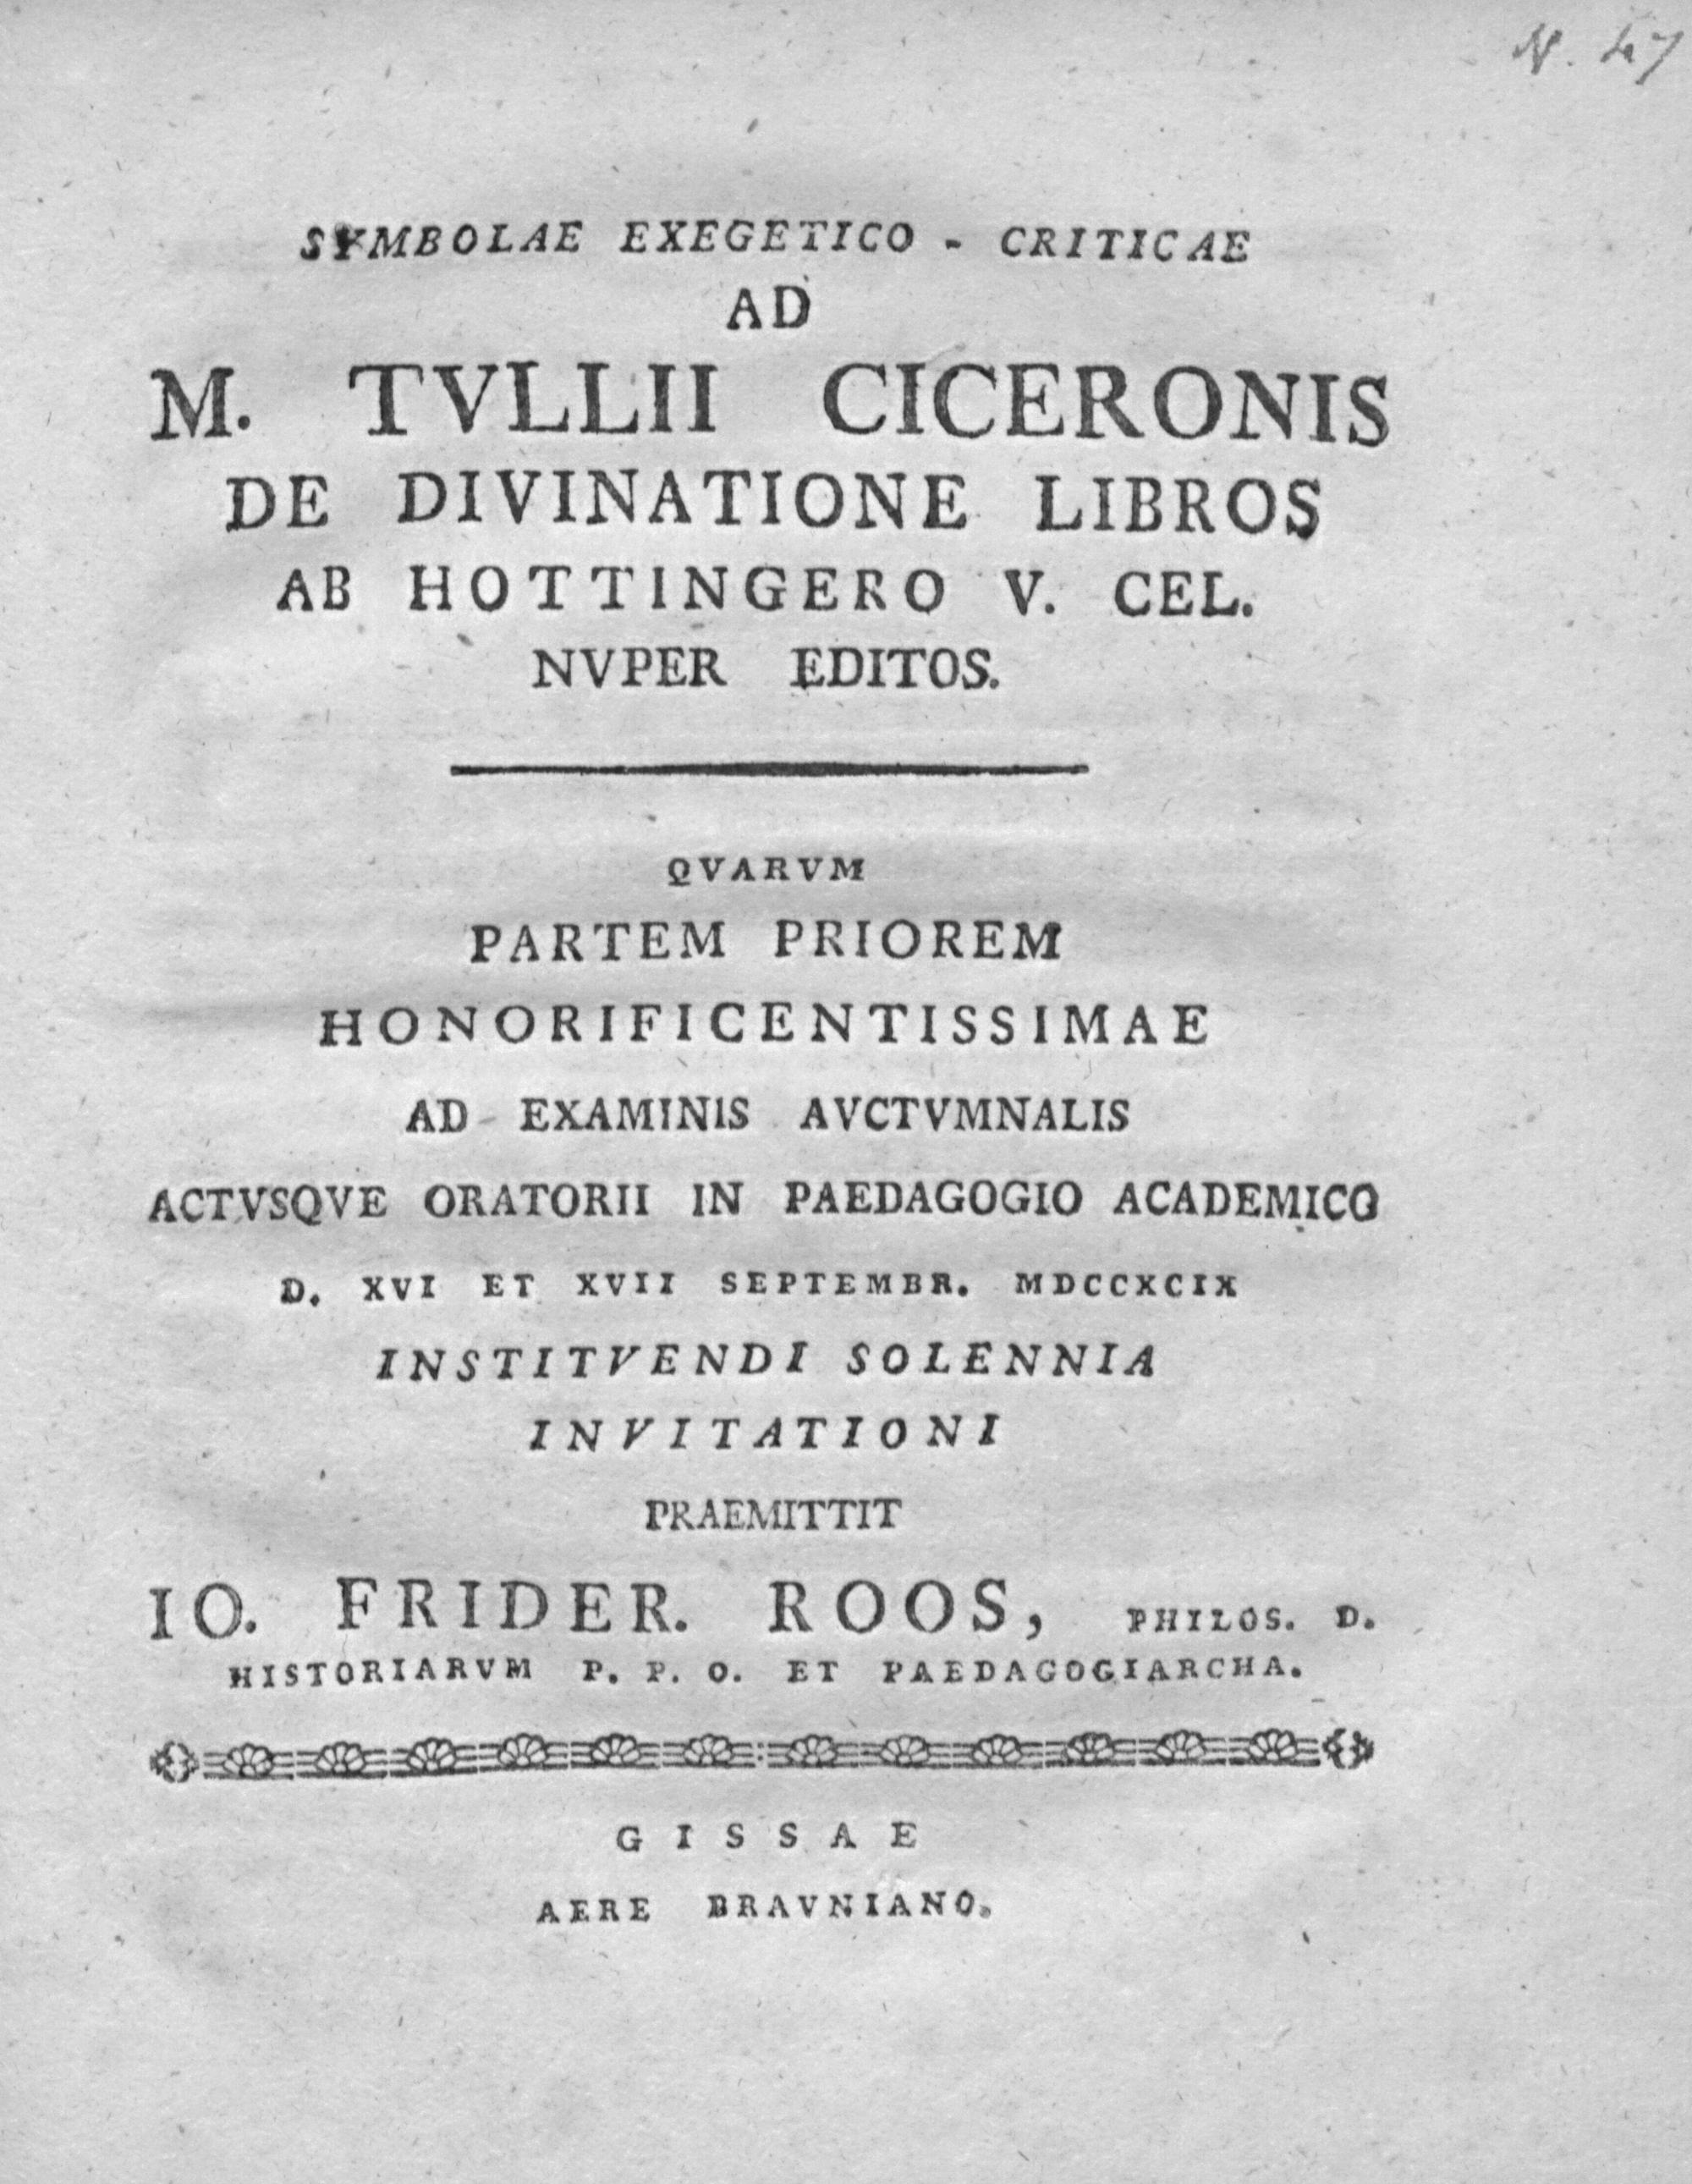 N. 47
SYMBOLAE EXEGETICO - CRITICAE
AD
M. TVLLII CICERONIS
DE DIVINATIONE LIBROS
AB HOTTINGERO V. CEL.
NVPER EDITOS.
QVARVM
PARTEM PRIOREM
HONORIFICENTISSIMAE
AD EXAMINIS AVCTVMNALIS
ACTVSQVE ORATORII IN PAEDAGOGIO ACADEMICO
D. XVI ET XVII SEPTEMBR. MDCCXCIX
INSTITVENDI SOLENNIA
INVITATIONI
PRAEMITTIT
IO. FRIDER. ROOS, PHILOS. D.
HISTORIARVM P. P. O. ET PAEDAGOGIARCHA.
GISSAE
AERE BRAVNIANO.